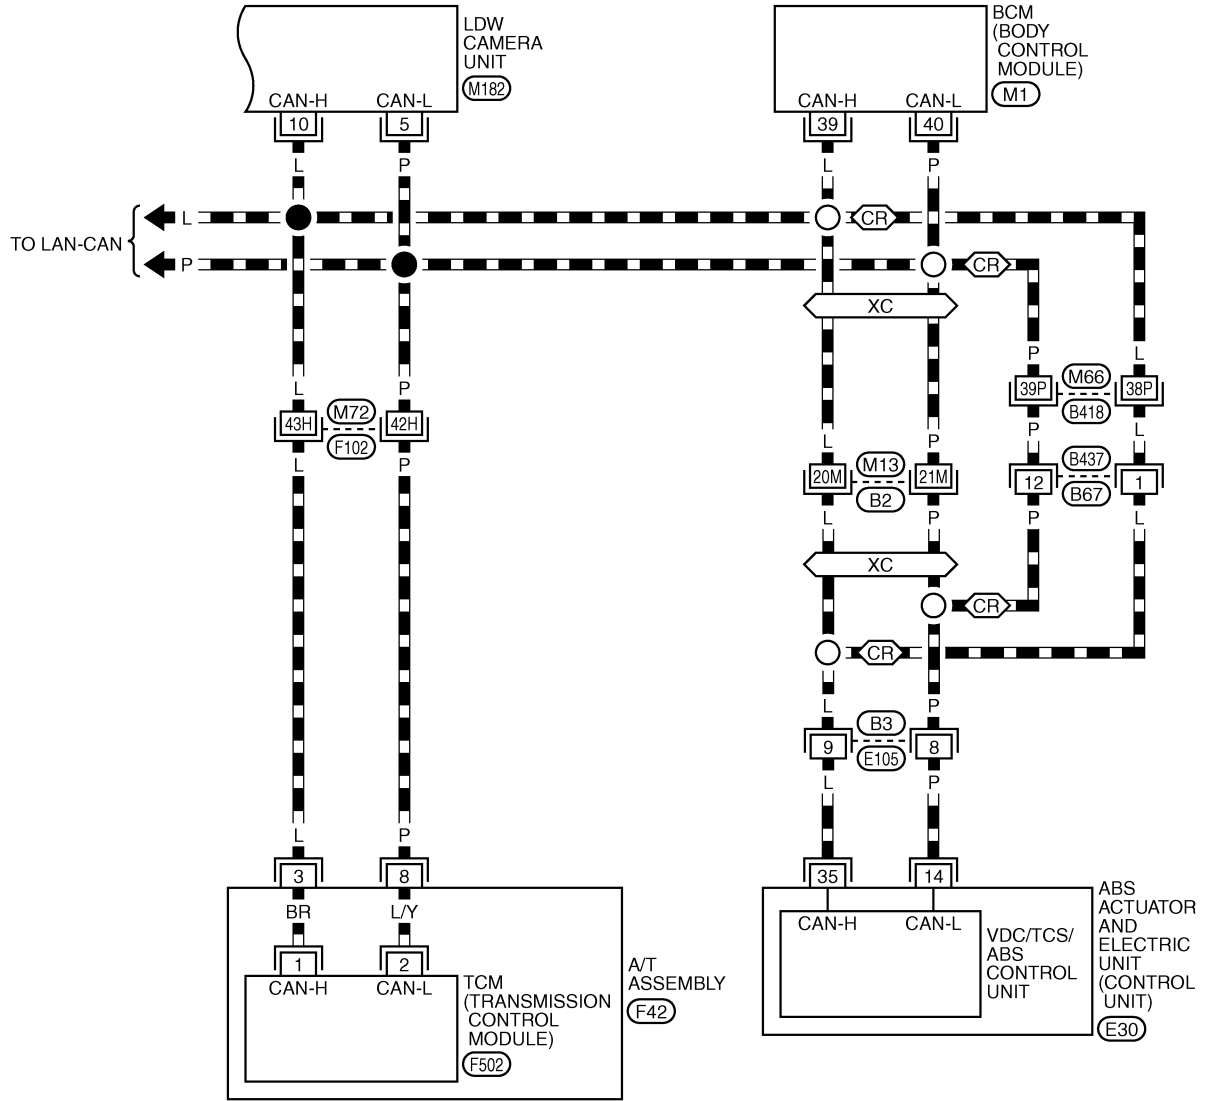 LDW
CAMERA
UNIT
M182
CAN-H
CAN-L
10
5
L
P
BCM
(BODY
CONTROL
MODULE)
M1
CAN-H
CAN-L
39
40
L
P
TO LAN-CAN
L
P
CR
CR
XC
L
P
43H
M72
F102
42H
L
P
P
L
39P
M66
B418
38P
P
L
L
P
20M
M13
B2
21M
L
P
12
B437
B67
1
P
L
XC
CR
CR
L
P
9
B3
E105
8
L
P
L
P
3
8
BR
L/Y
1
2
CAN-H
CAN-L
TCM
(TRANSMISSION
CONTROL
MODULE)
F502
A/T
ASSEMBLY
F42
35
14
CAN-H
CAN-L
VDC/TCS/
ABS
CONTROL
UNIT
ABS
ACTUATOR
AND
ELECTRIC
UNIT
(CONTROL
UNIT)
E30